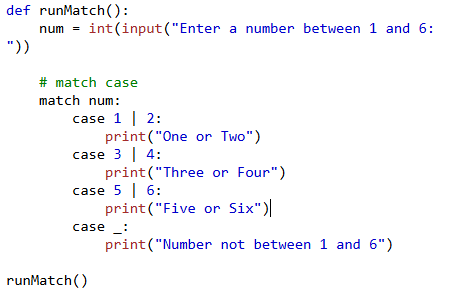 def runMatch():
    num = int(input("Enter a number between 1 and 6:
"))
    # match case
    match num:
        case 1 | 2:
            print("One or Two")
        case 3 | 4:
            print("Three or Four")
        case 5 | 6:
            print("Five or Six")
        case _:
            print("Number not between 1 and 6")
runMatch()